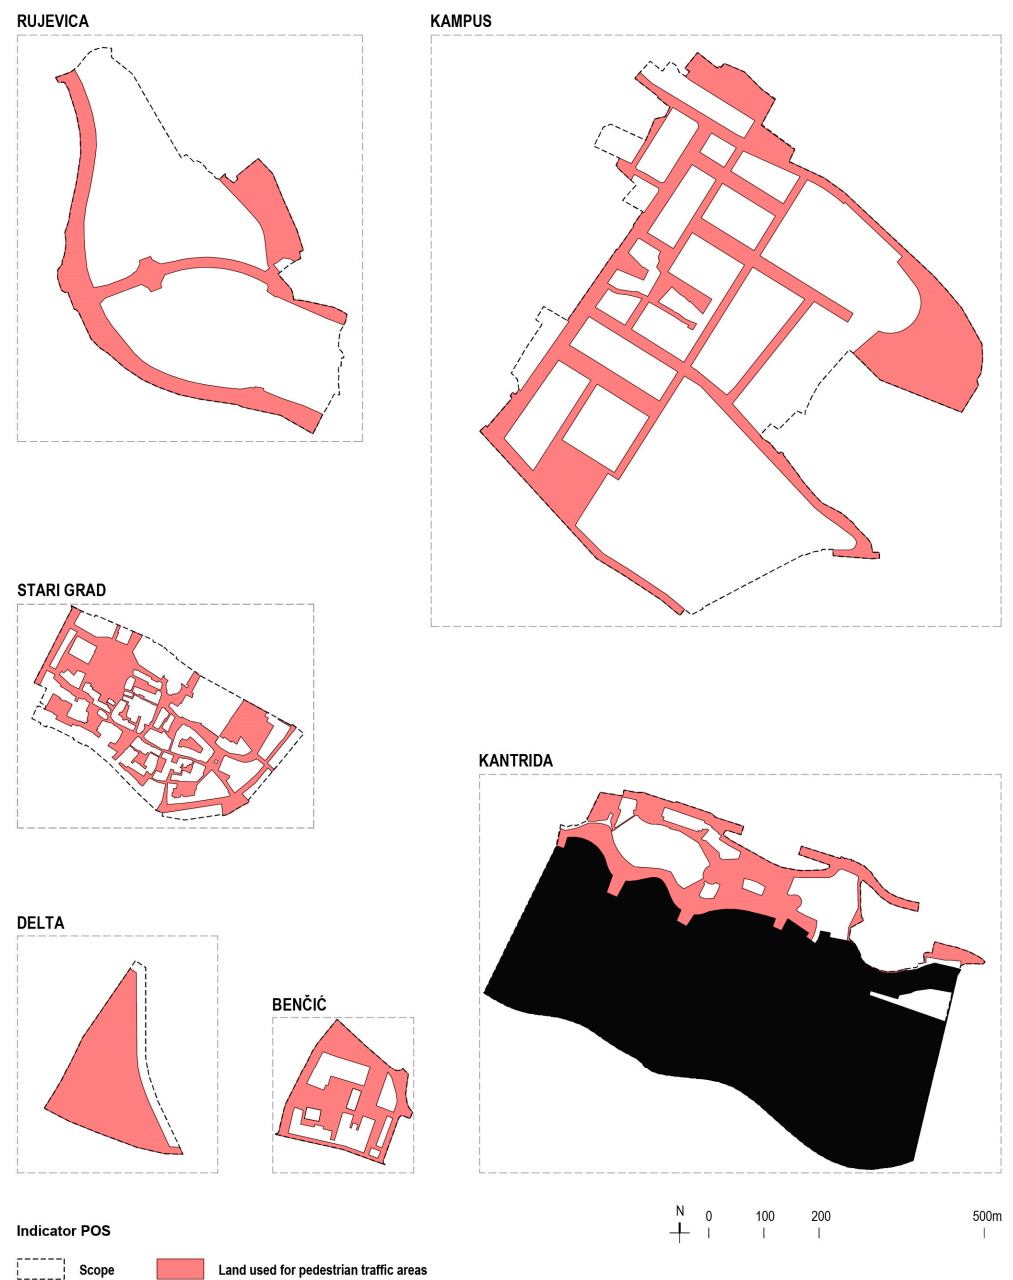 RUJEVICA
KAMPUS
STARI GRAD
KANTRIDA
DELTA
BENČIĆ
N 0 100 200 500m
Indicator POS
Scope Land used for pedestrian traffic areas